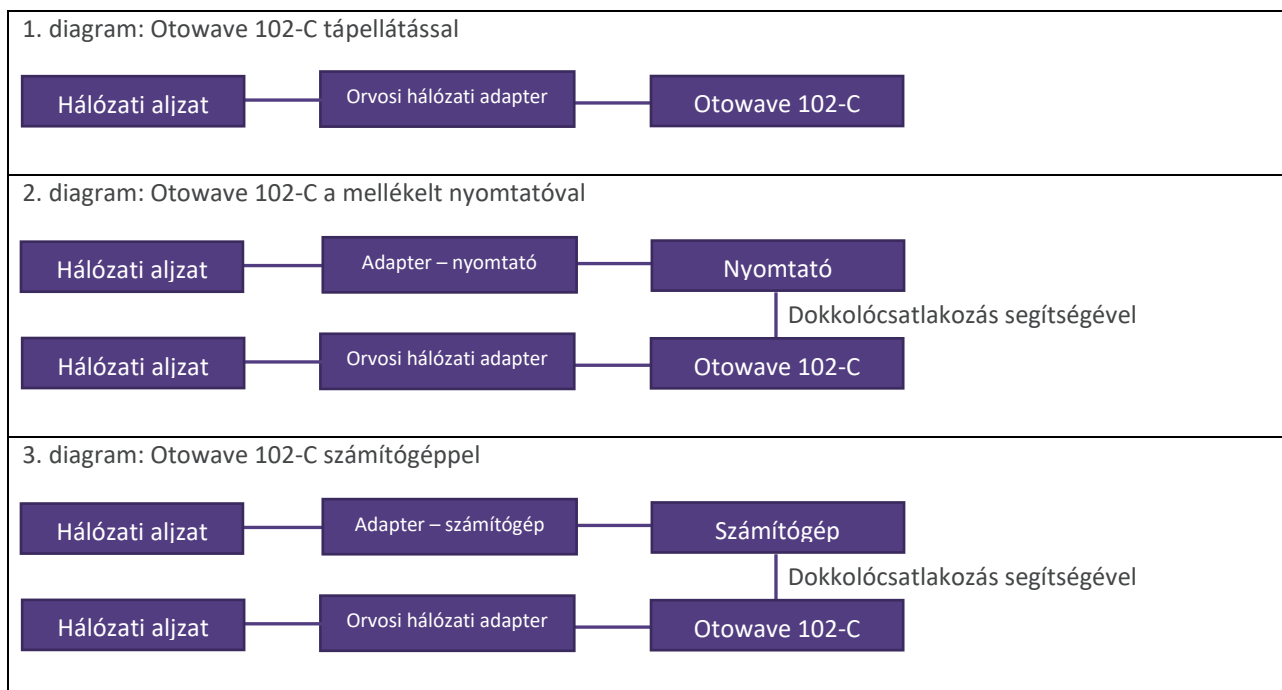 1. diagram: Otowave 102-C tápellátással
Hálózati aljzat
Orvosi hálózati adapter
Otowave 102-C
2. diagram: Otowave 102-C a mellékelt nyomtatóval
Hálózati aljzat
Adapter – nyomtató
Nyomtató
Dokkolócsatlakozás segítségével
Hálózati aljzat
Orvosi hálózati adapter
Otowave 102-C
3. diagram: Otowave 102-C számítógéppel
Hálózati aljzat
Adapter – számítógép
Számítógép
Dokkolócsatlakozás segítségével
Hálózati aljzat
Orvosi hálózati adapter
Otowave 102-C